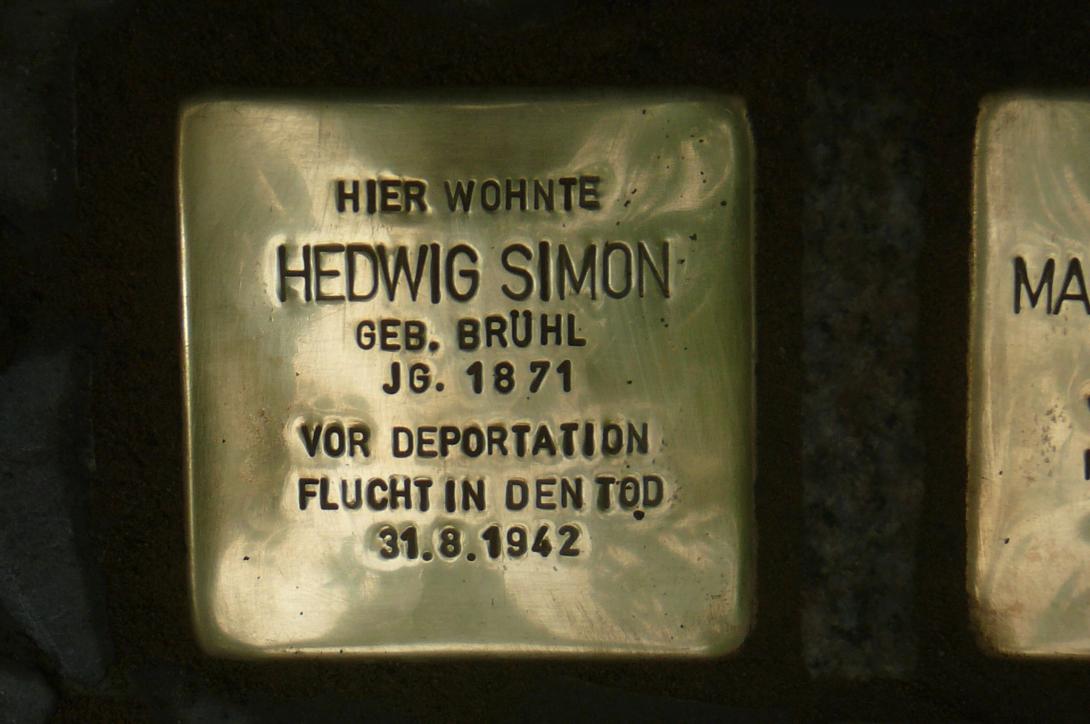 HIER WOHNTE
HEDWIG SIMON
GEB. BRÜHL
JG. 1871
VOR DEPORTATION
FLUCHT IN DEN TOD
31.8.1942